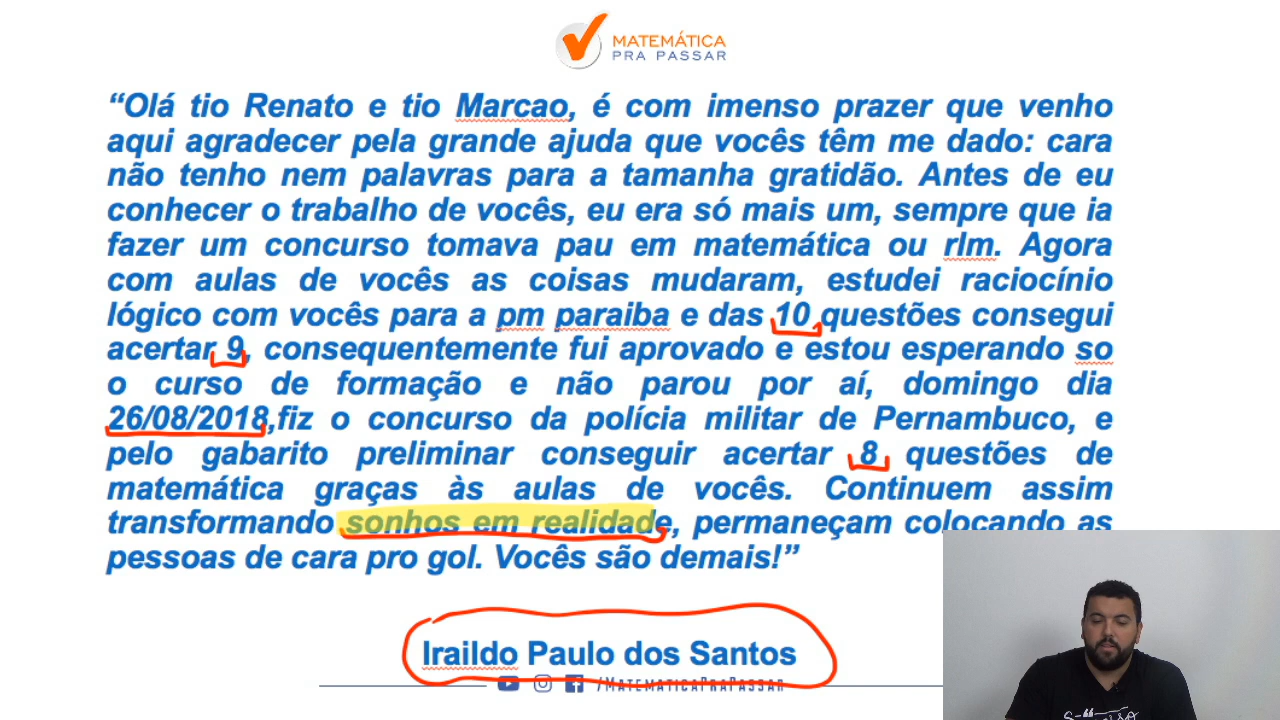 MATEMÁTICA
PRA PASSAR
“Olá tio Renato e tio Marcao, é com imenso prazer que venho
aqui agradecer pela grande ajuda que vocês têm me dado: cara
não tenho nem palavras para a tamanha gratidão. Antes de eu
conhecer o trabalho de vocês, eu era só mais um, sempre que ia
fazer um concurso tomava pau em matemática ou rlm. Agora
com aulas de vocês as coisas mudaram, estudei raciocínio
lógico com vocês para a pm paraiba e das 10 questões consegui
acertar 9, consequentemente fui aprovado e estou esperando so
o curso de formação e não parou por aí, domingo dia
26/08/2018,fiz o concurso da polícia militar de Pernambuco, e
pelo gabarito preliminar conseguir acertar 8 questões de
matemática graças às aulas de vocês. Continuem assim
transformando sonhos em realidade, permaneçam colocando as
pessoas de cara pro gol. Vocês são demais!”
Iraildo Paulo dos Santos
/MATEMATICAPRAPASSAR